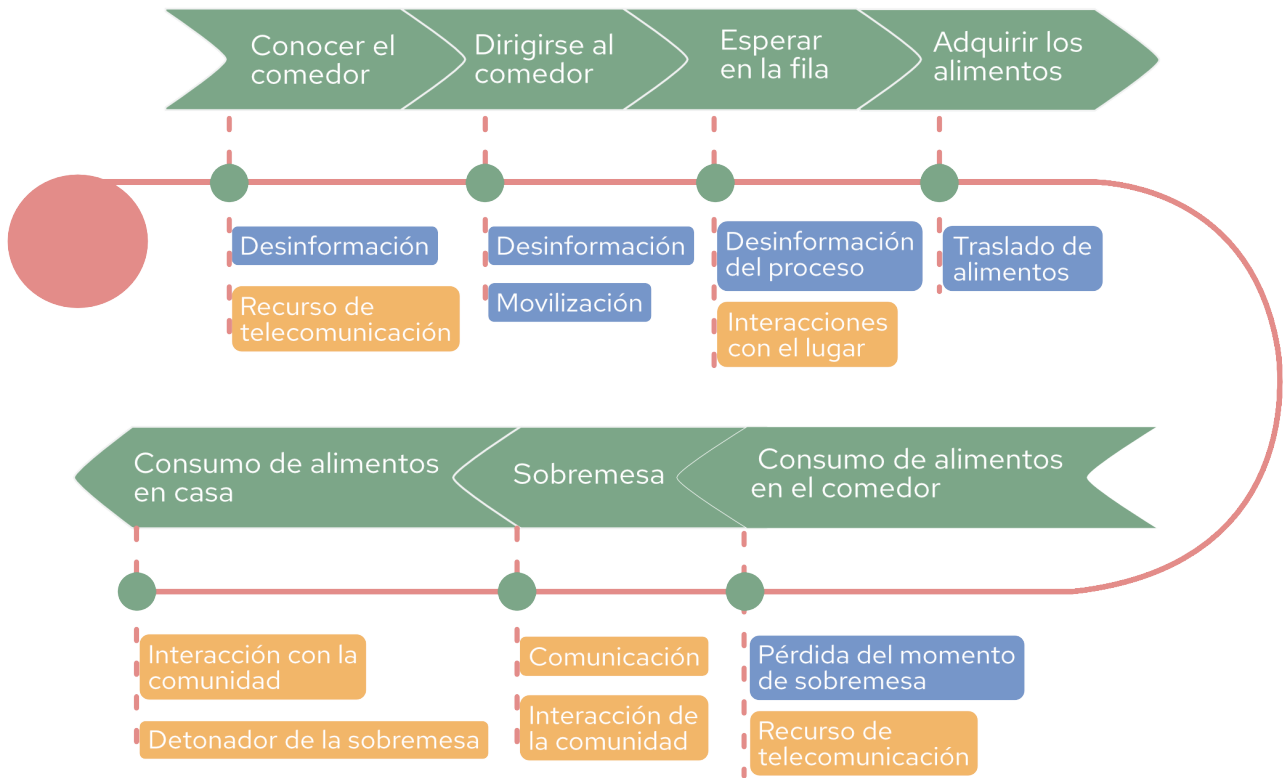 Conocer el
comedor
Dirigirse al
comedor
Esperar
en la fila
Adquirir los
alimentos
Desinformación
Recurso de
telecomunicación
Desinformación
Movilización
Desinformación
del proceso
Interacciones
con el lugar
Traslado de
alimentos
Consumo de alimentos
en casa
Sobremesa
Consumo de alimentos
en el comedor
Interacción con la
comunidad
Detonador de la sobremesa
Comunicación
Interacción de
la comunidad
Pérdida del momento
de sobremesa
Recurso de
telecomunicación